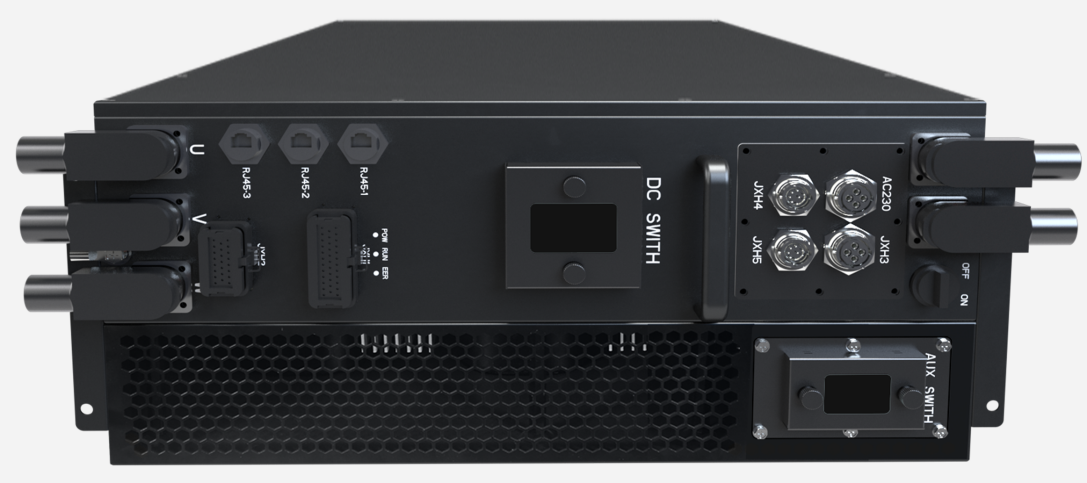 U
V
RJ45-3
RJ45-2
RJ45-1
POW
RUN
EER
DC SWITH
JXH4
AC230
JXH5
JXH3
OFF
ON
AUX SWITH